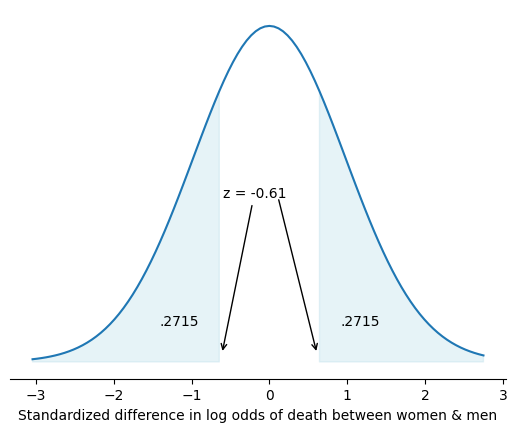 z = -0.61
.2715 .2715
−3 −2 −1 0 1 2 3
Standardized difference in log odds of death between women & men